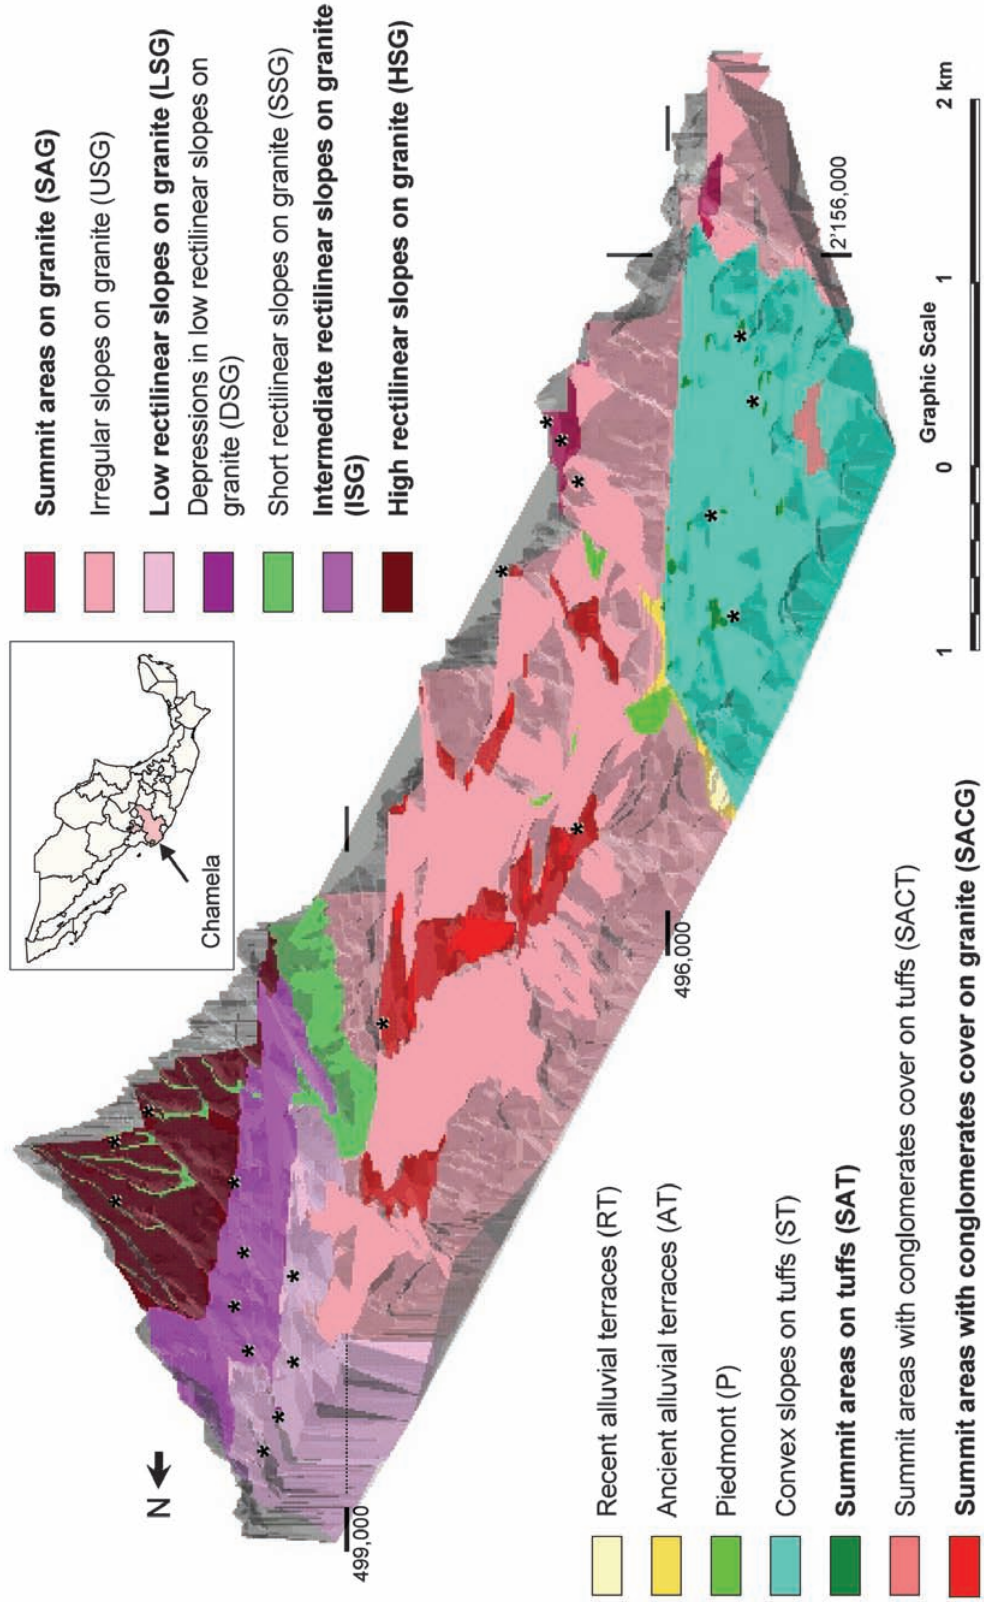 Summit areas on granite (SAG)
Irregular slopes on granite (USG)
Low rectilinear slopes on granite (LSG)
Depressions in low rectilinear slopes on
granite (DSG)
Short rectilinear slopes on granite (SSG)
Intermediate rectilinear slopes on granite
(ISG)
High rectilinear slopes on granite (HSG)
Chamela
N
499,000
496,000
2'156,000
Recent alluvial terraces (RT)
Ancient alluvial terraces (AT)
Piedmont (P)
Convex slopes on tuffs (ST)
Summit areas on tuffs (SAT)
Summit areas with conglomerates cover on tuffs (SACT)
Summit areas with conglomerates cover on granite (SACG)
Graphic Scale
1 0 1 2 km